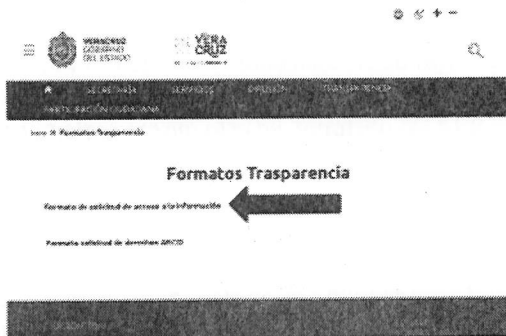 VERACRUZ
GOBIERNO
DEL ESTADO
VERA
CRUZ
SECRETARÍA SERVICIOS DIFUSIÓN TRANSPARENCIA
PARTICIPACIÓN CIUDADANA
Inicio » Formatos Trasparencia
Formatos Trasparencia
Formato de solicitud de acceso a la información
Formato solicitud de derechos ARCO